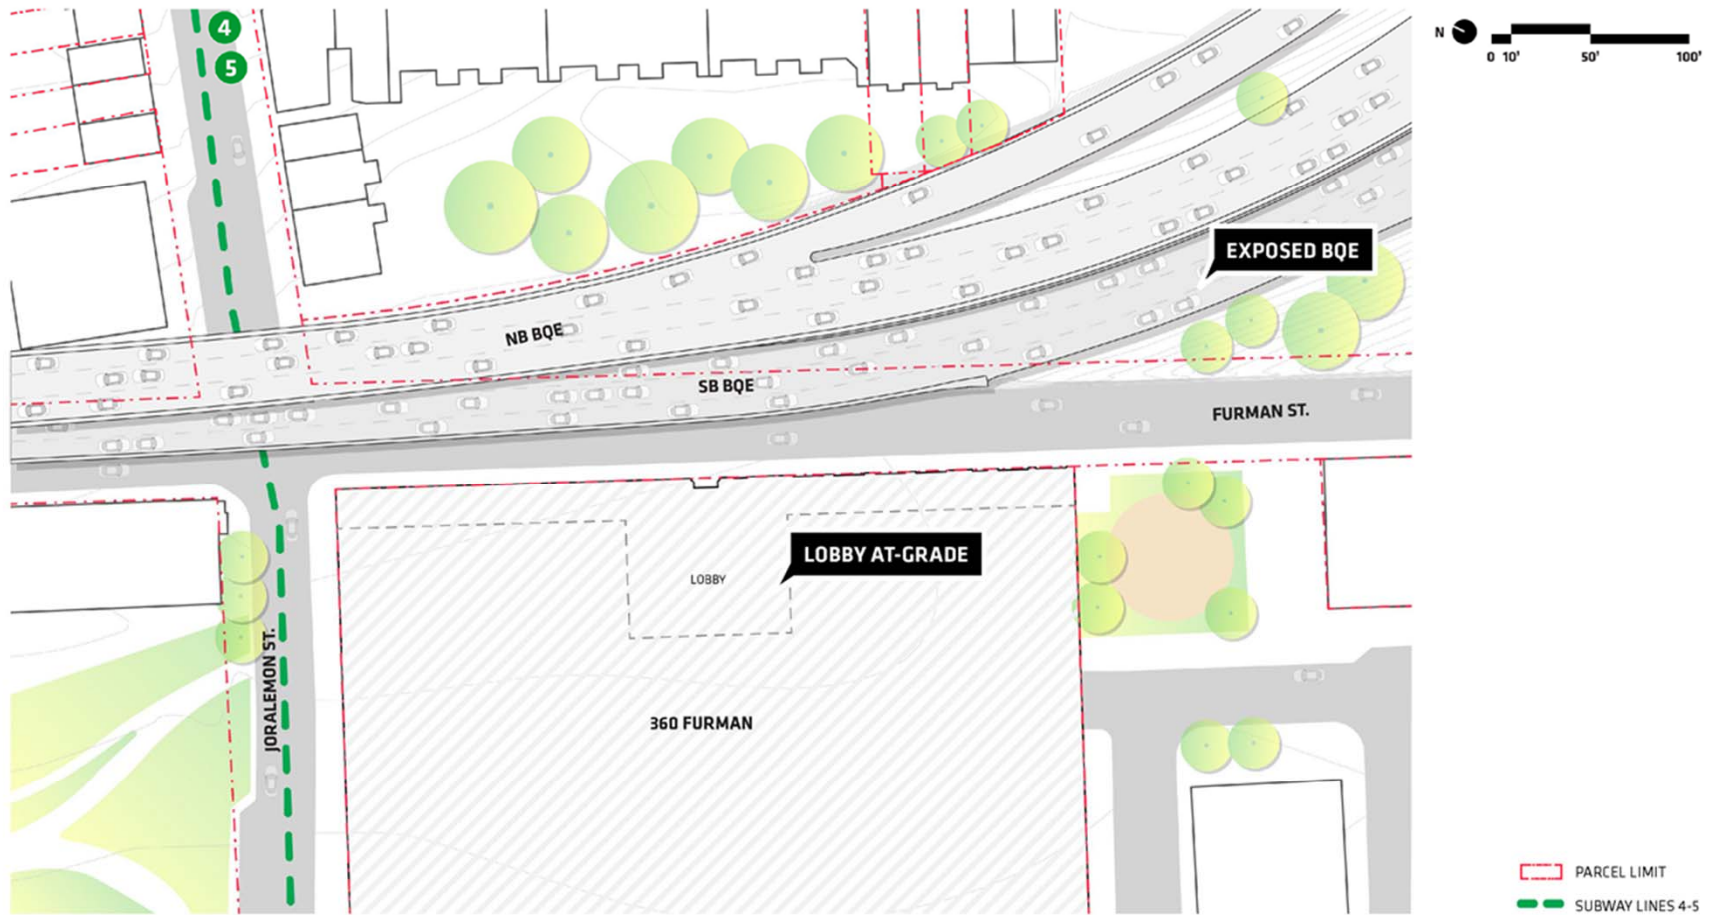 4
5
N
0 10' 50' 100'
EXPOSED BQE
NB BQE
SB BQE
FURMAN ST.
LOBBY AT-GRADE
LOBBY
JORALEMON ST.
360 FURMAN
PARCEL LIMIT
SUBWAY LINES 4-5